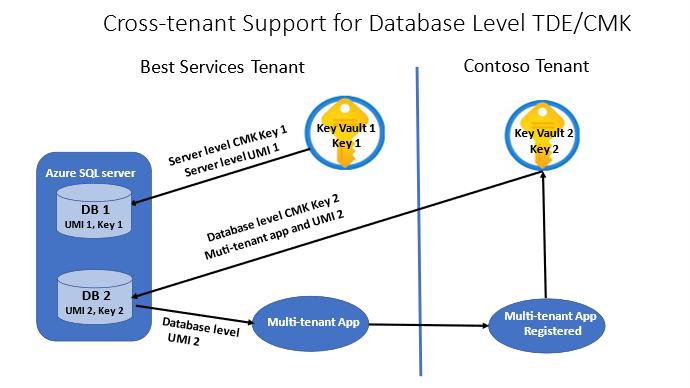 Cross-tenant Support for Database Level TDE/CMK
Best Services Tenant
Contoso Tenant
Key Vault 1
Key 1
Key Vault 2
Key 2
Server level CMK Key 1
Server level UMI 1
Azure SQL server
DB 1
UMI 1, Key 1
Database level CMK Key 2
Muti-tenant app and UMI 2
DB 2
UMI 2, Key 2
Database level
UMI 2
Multi-tenant App
Multi-tenant App
Registered